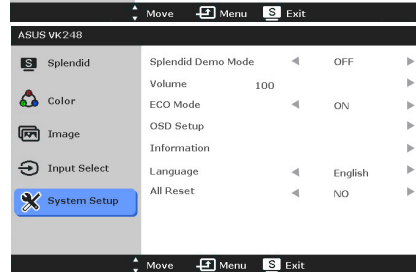 Move Menu S Exit
ASUS VK248
S Splendid
Color
Image
Input Select
System Setup
Splendid Demo Mode OFF
Volume 100
ECO Mode ON
OSD Setup
Information
Language English
All Reset NO
Move Menu S Exit